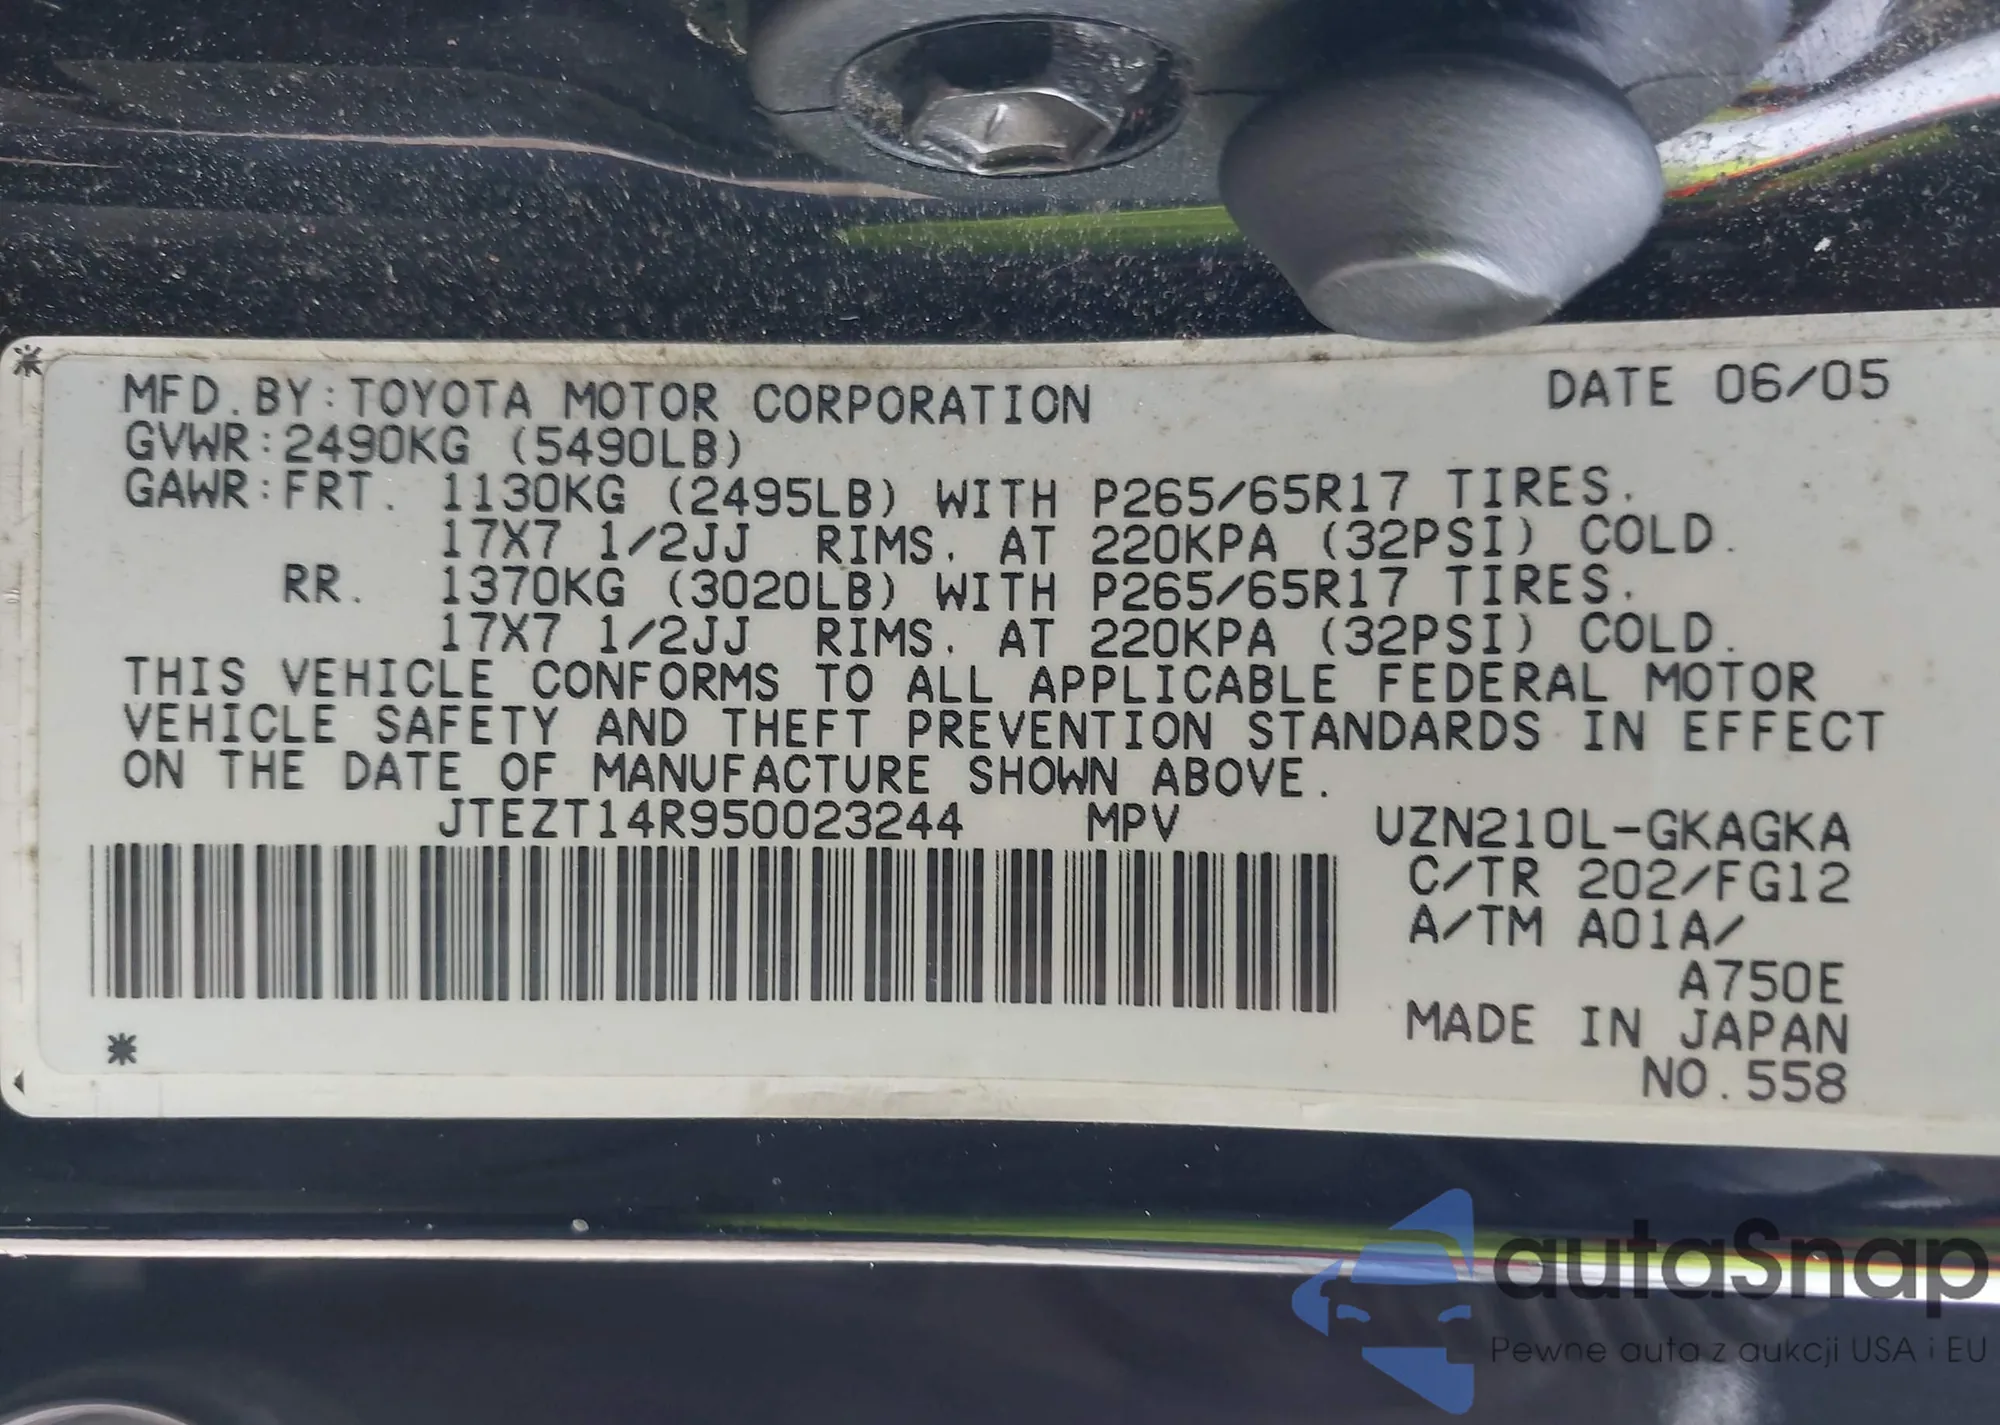 MFD.BY:TOYOTA MOTOR CORPORATION DATE 06/05
GVWR:2490KG (5490LB)
GAWR:FRT. 1130KG (2495LB) WITH P265/65R17 TIRES.
17X7 1/2JJ RIMS. AT 220KPA (32PSI) COLD.
RR. 1370KG (3020LB) WITH P265/65R17 TIRES.
17X7 1/2JJ RIMS. AT 220KPA (32PSI) COLD.
THIS VEHICLE CONFORMS TO ALL APPLICABLE FEDERAL MOTOR
VEHICLE SAFETY AND THEFT PREVENTION STANDARDS IN EFFECT
ON THE DATE OF MANUFACTURE SHOWN ABOVE.
JTEZT14R950023244 MPV UZN210L-GKAGKA
C/TR 202/FG12
A/TM A01A/
A750E
MADE IN JAPAN
NO.558
autaSnap
Pewne auta z aukcji USA i EU